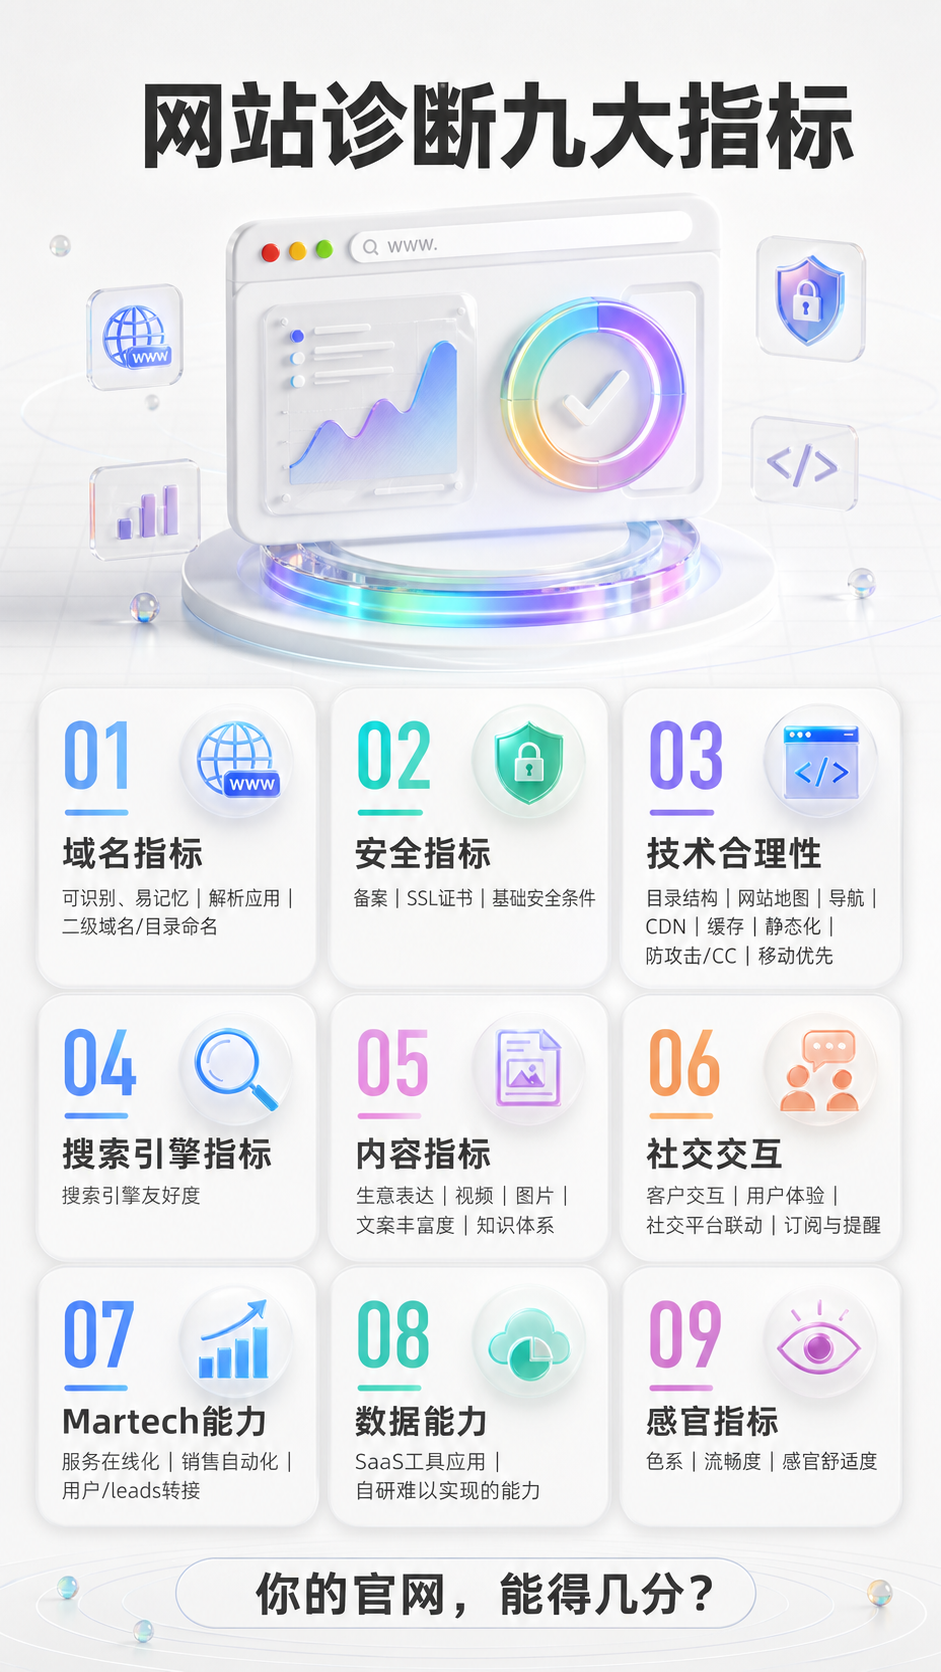 网站诊断九大指标
www.
www
</>
01
www
域名指标
可识别、易记忆｜解析应用｜
二级域名/目录命名
02
安全指标
备案｜SSL证书｜基础安全条件
03
</>
技术合理性
目录结构｜网站地图｜导航｜
CDN｜缓存｜静态化｜
防攻击/CC｜移动优先
04
搜索引擎指标
搜索引擎友好度
05
内容指标
生意表达｜视频｜图片｜
文案丰富度｜知识体系
06
社交交互
客户交互｜用户体验｜
社交平台联动｜订阅与提醒
07
Martech能力
服务在线化｜销售自动化｜
用户/leads转接
08
数据能力
SaaS工具应用｜
自研难以实现的能力
09
感官指标
色系｜流畅度｜感官舒适度
你的官网，能得几分？